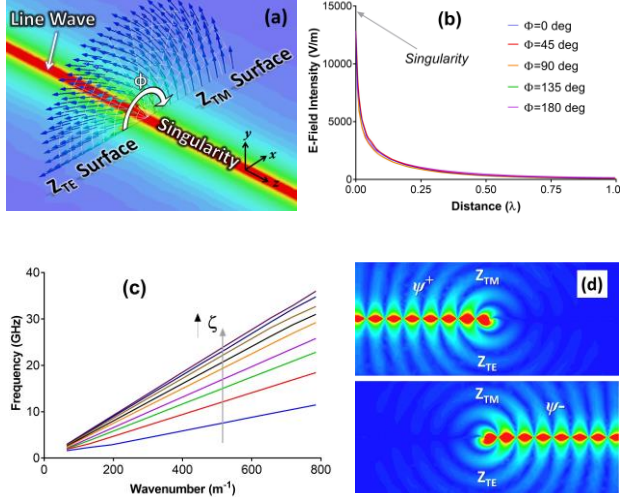 (a)
Line Wave
Φ
Z_TM Surface
Z_TE Surface
Singularity
y
x
z
(b)
E-Field Intensity (V/m)
15000
10000
5000
0
Singularity
Φ=0 deg
Φ=45 deg
Φ=90 deg
Φ=135 deg
Φ=180 deg
0.00 0.25 0.50 0.75 1.0
Distance (λ)
(c)
Frequency (GHz)
40
30
20
10
0
ζ
0 200 400 600 800
Wavenumber (m⁻¹)
(d)
ψ⁺
Z_TM
Z_TE
Z_TM
ψ-
Z_TE